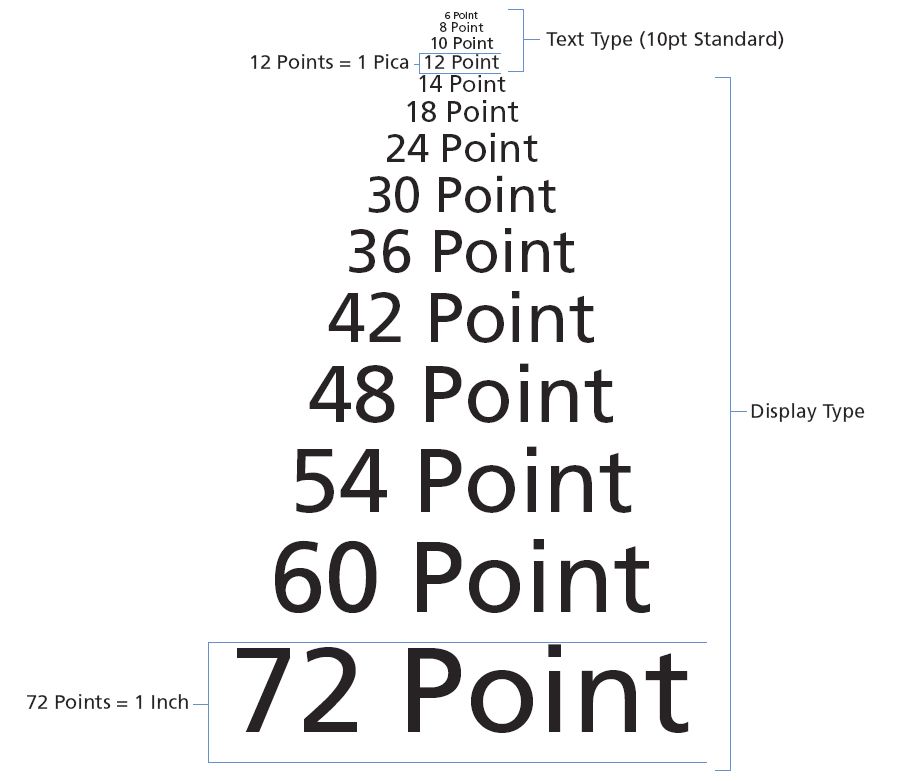 6 Point
8 Point
10 Point
Text Type (10pt Standard)
12 Points = 1 Pica
12 Point
14 Point
18 Point
24 Point
30 Point
36 Point
42 Point
48 Point
Display Type
54 Point
60 Point
72 Point
72 Points = 1 Inch